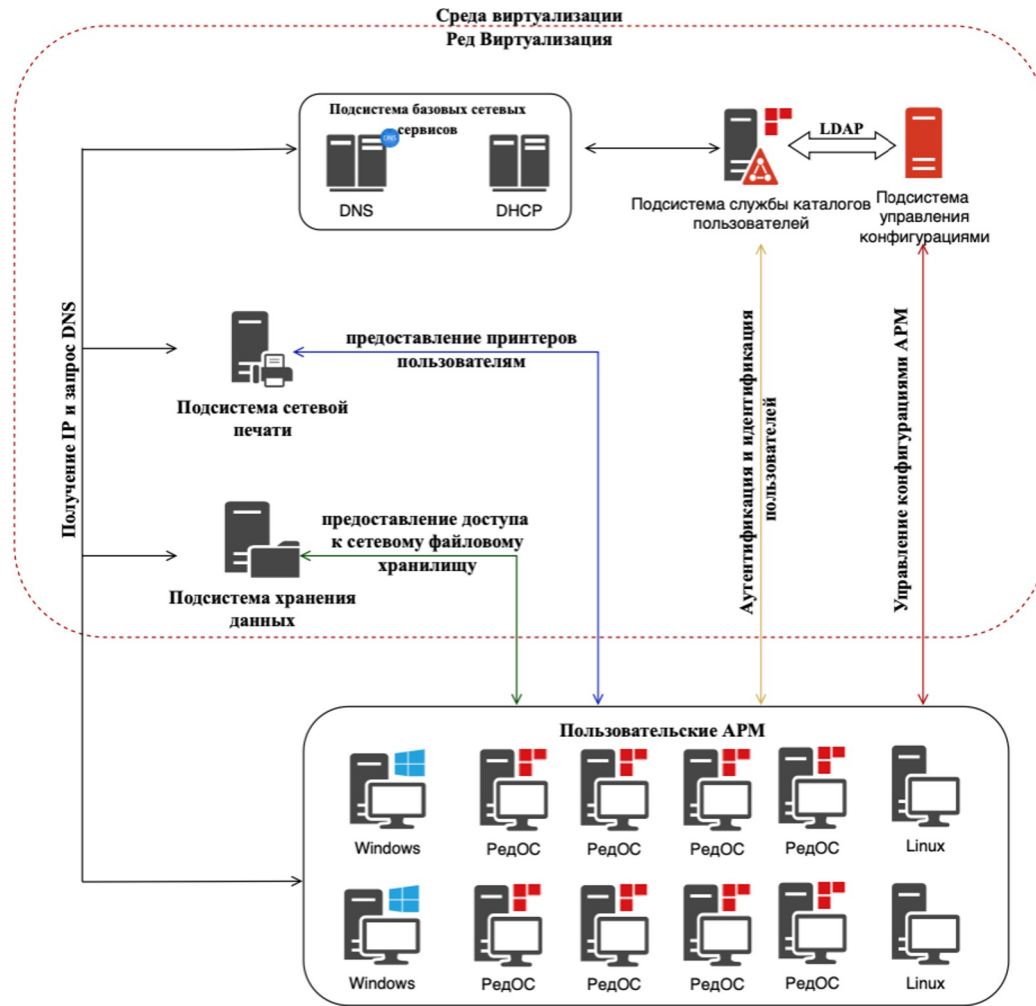 Среда виртуализации
Ред Виртуализация
Подсистема базовых сетевых
сервисов
DNS
DNS
DHCP
LDAP
Подсистема службы каталогов
пользователей
Подсистема
управления
конфигурациями
Получение IP и запрос DNS
предоставление принтеров
пользователям
Подсистема сетевой
печати
Аутентификация и идентификация
пользователей
Управление конфигурациями АРМ
предоставление доступа
к сетевому файловому
хранилищу
Подсистема хранения
данных
Пользовательские АРМ
Windows
РедОС
РедОС
РедОС
РедОС
Linux
Windows
РедОС
РедОС
РедОС
РедОС
Linux